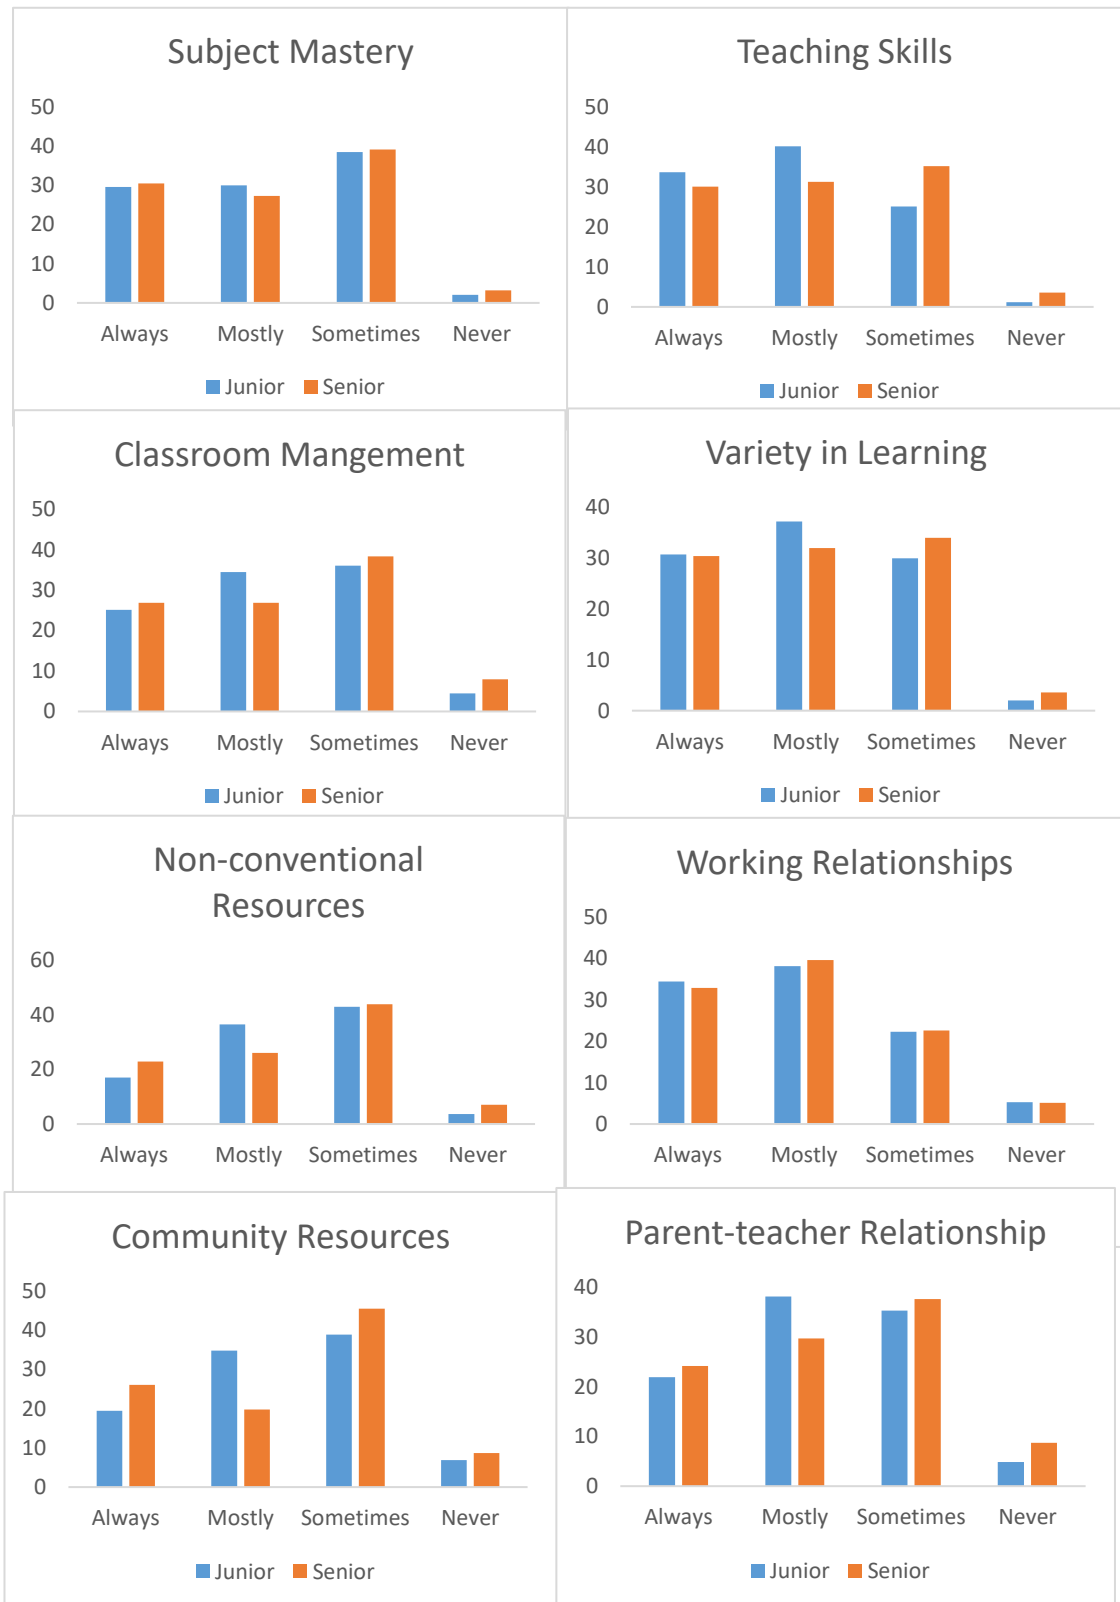 Subject Mastery
50
40
30
20
10
0
Always Mostly Sometimes Never
Junior Senior
Teaching Skills
50
40
30
20
10
0
Always Mostly Sometimes Never
Junior Senior
Classroom Mangement
50
40
30
20
10
0
Always Mostly Sometimes Never
Junior Senior
Variety in Learning
40
30
20
10
0
Always Mostly Sometimes Never
Junior Senior
Non-conventional
Resources
60
40
20
0
Always Mostly Sometimes Never
Working Relationships
50
40
30
20
10
0
Always Mostly Sometimes Never
Community Resources
50
40
30
20
10
0
Always Mostly Sometimes Never
Junior Senior
Parent-teacher Relationship
40
30
20
10
0
Always Mostly Sometimes Never
Junior Senior